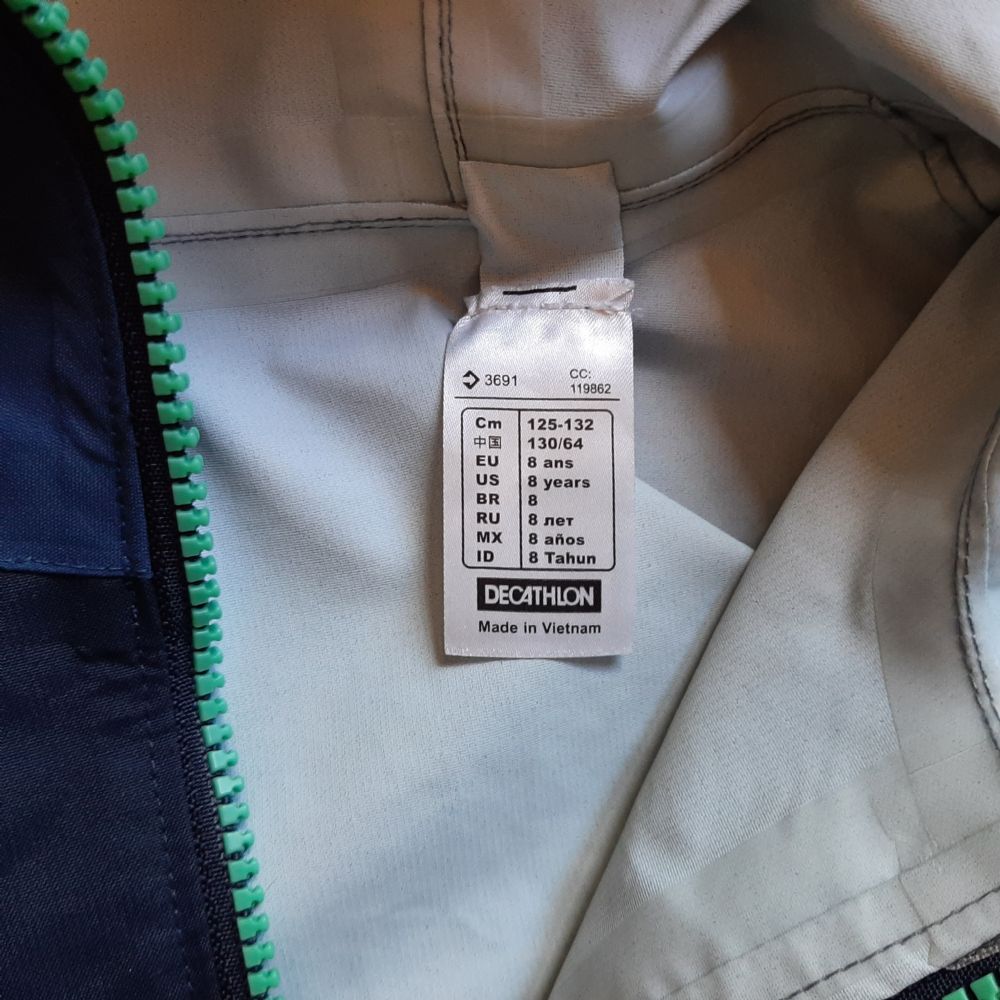 3691 CC:
119862
Cm 125-132
中国 130/64
EU 8 ans
US 8 years
BR 8
RU 8 лет
MX 8 años
ID 8 Tahun
DECATHLON
Made in Vietnam